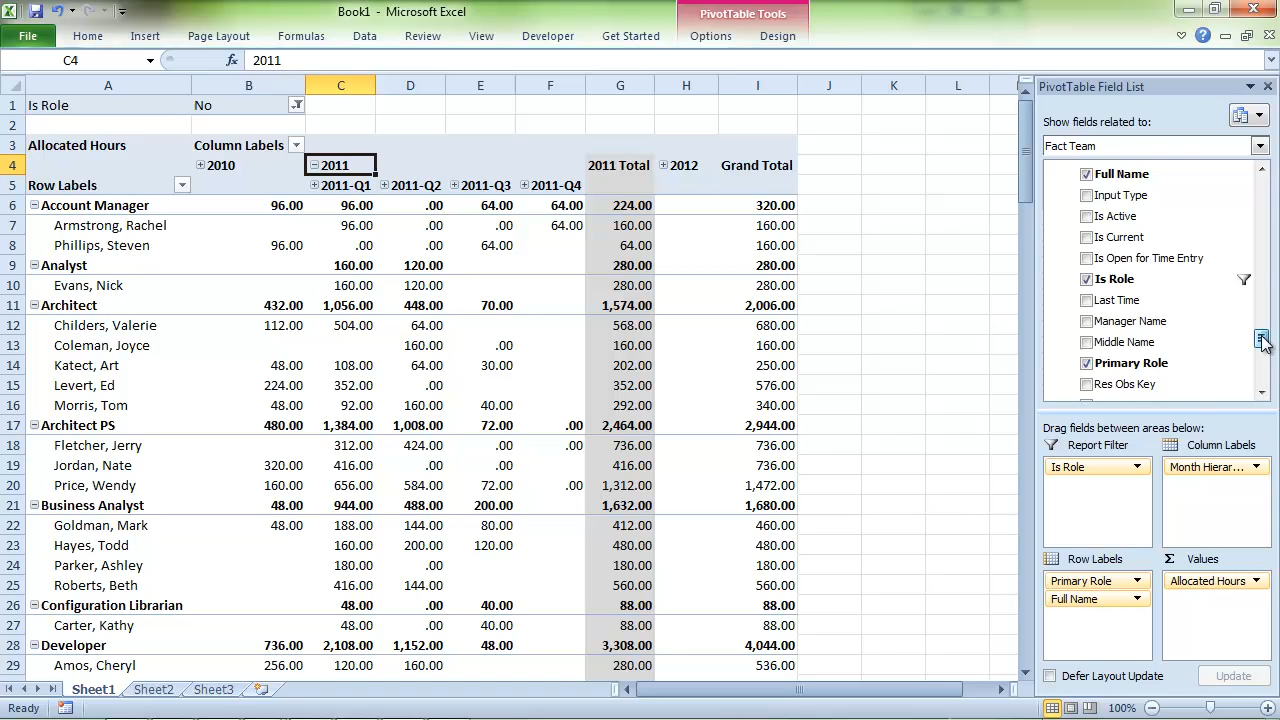 Book1 - Microsoft Excel
PivotTable Tools
File Home Insert Page Layout Formulas Data Review View Developer Get Started Options Design
C4 fx 2011
A B C D E F G H I J K L
1 Is Role No
2
3 Allocated Hours Column Labels
4 2010 2011 2011 Total 2012 Grand Total
5 Row Labels 2011-Q1 2011-Q2 2011-Q3 2011-Q4
6 Account Manager 96.00 96.00 .00 64.00 64.00 224.00 320.00
7 Armstrong, Rachel 96.00 .00 .00 64.00 160.00 160.00
8 Phillips, Steven 96.00 .00 .00 64.00 64.00 160.00
9 Analyst 160.00 120.00 280.00 280.00
10 Evans, Nick 160.00 120.00 280.00 280.00
11 Architect 432.00 1,056.00 448.00 70.00 1,574.00 2,006.00
12 Childers, Valerie 112.00 504.00 64.00 568.00 680.00
13 Coleman, Joyce 160.00 .00 160.00 160.00
14 Katect, Art 48.00 108.00 64.00 30.00 202.00 250.00
15 Levert, Ed 224.00 352.00 .00 352.00 576.00
16 Morris, Tom 48.00 92.00 160.00 40.00 292.00 340.00
17 Architect PS 480.00 1,384.00 1,008.00 72.00 .00 2,464.00 2,944.00
18 Fletcher, Jerry 312.00 424.00 .00 .00 736.00 736.00
19 Jordan, Nate 320.00 416.00 .00 .00 416.00 736.00
20 Price, Wendy 160.00 656.00 584.00 72.00 .00 1,312.00 1,472.00
21 Business Analyst 48.00 944.00 488.00 200.00 1,632.00 1,680.00
22 Goldman, Mark 48.00 188.00 144.00 80.00 412.00 460.00
23 Hayes, Todd 160.00 200.00 120.00 480.00 480.00
24 Parker, Ashley 180.00 .00 180.00 180.00
25 Roberts, Beth 416.00 144.00 560.00 560.00
26 Configuration Librarian 48.00 .00 40.00 88.00 88.00
27 Carter, Kathy 48.00 .00 40.00 88.00 88.00
28 Developer 736.00 2,108.00 1,152.00 48.00 3,308.00 4,044.00
29 Amos, Cheryl 256.00 120.00 160.00 280.00 536.00
Sheet1 Sheet2 Sheet3
Ready
PivotTable Field List
Show fields related to:
Fact Team
Full Name
Input Type
Is Active
Is Current
Is Open for Time Entry
Is Role
Last Time
Manager Name
Middle Name
Primary Role
Res Obs Key
Drag fields between areas below:
Report Filter Column Labels
Is Role Month Hierar...
Row Labels Σ Values
Primary Role Allocated Hours
Full Name
Defer Layout Update Update
100%